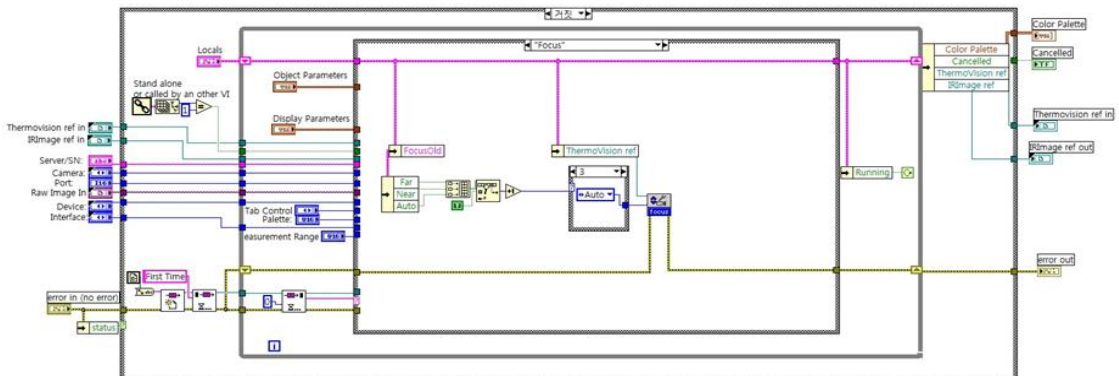 거짓
Color Palette
Cancelled
Thermovision ref in
IRImage ref out
error out
Locals
"Focus"
Color Palette
Cancelled
ThermoVision ref
IRImage ref
Object Parameters
Stand alone
or called by an other VI
1
Display Parameters
Thermovision ref in
IRImage ref in
Server/SN:
Camera:
Port:
Raw Image In
Device:
Interface:
FocusOld
ThermoVision ref
Running
Far
Near
Auto
3
Auto
focus
Tab Control
Palette:
easurement Range
First Time
0
error in (no error)
status
i